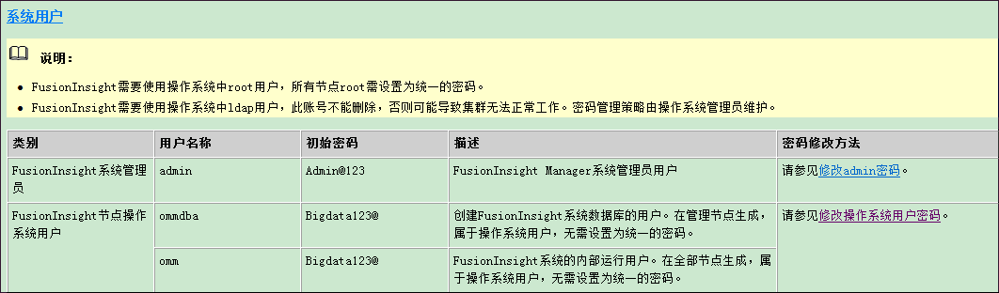 系统用户
说明:
● FusionInsight需要使用操作系统中root用户,所有节点root需设置为统一的密码。
● FusionInsight需要使用操作系统中ldap用户,此账号不能删除,否则可能导致集群无法正常工作。密码管理策略由操作系统管理员维护。
类别 用户名称 初始密码 描述 密码修改方法
FusionInsight系统管理 admin Admin@123 FusionInsight Manager系统管理员用户 请参见修改admin密码。
员
FusionInsight节点操作 ommdba Bigdata123@ 创建FusionInsight系统数据库的用户。在管理节点生成, 请参见修改操作系统用户密码。
系统用户 属于操作系统用户,无需设置为统一的密码。
omm Bigdata123@ FusionInsight系统的内部运行用户。在全部节点生成,属
于操作系统用户,无需设置为统一的密码。